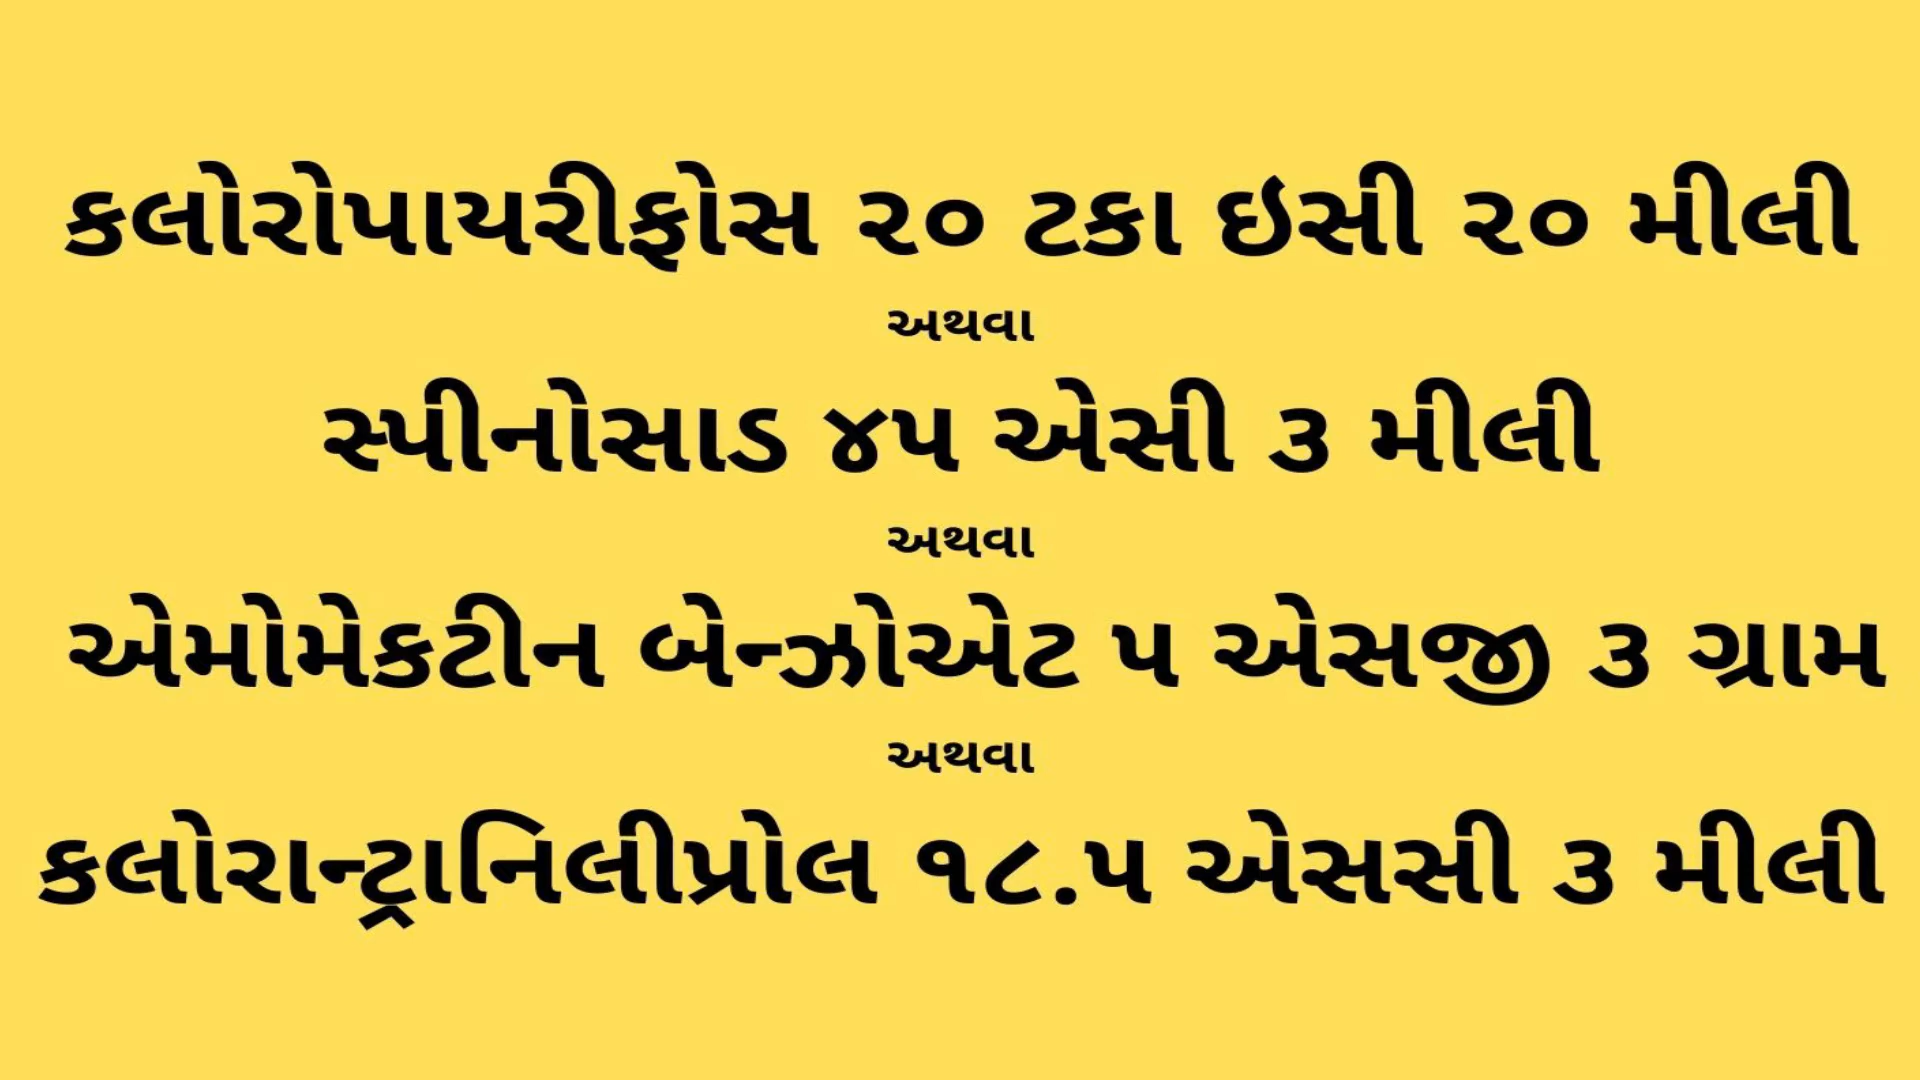 કલોરોપાયરીફોસ ૨૦ ટકા ઇસી ૨૦ મીલી
અથવા
સ્પીનોસાડ ૪૫ એસી ૩ મીલી
અથવા
એમોમેકટીન બેન્ઝોએટ ૫ એસજી ૩ ગ્રામ
અથવા
કલોરાન્ટ્રાનિલીપ્રોલ ૧૮.૫ એસસી ૩ મીલી